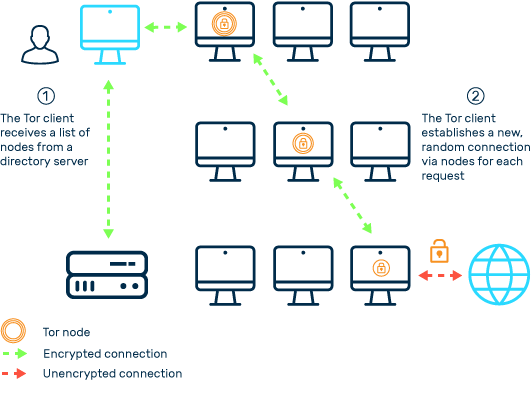 1
The Tor client
receives a list of
nodes from a
directory server
2
The Tor client
establishes a new,
random connection
via nodes for each
request
Tor node
Encrypted connection
Unencrypted connection